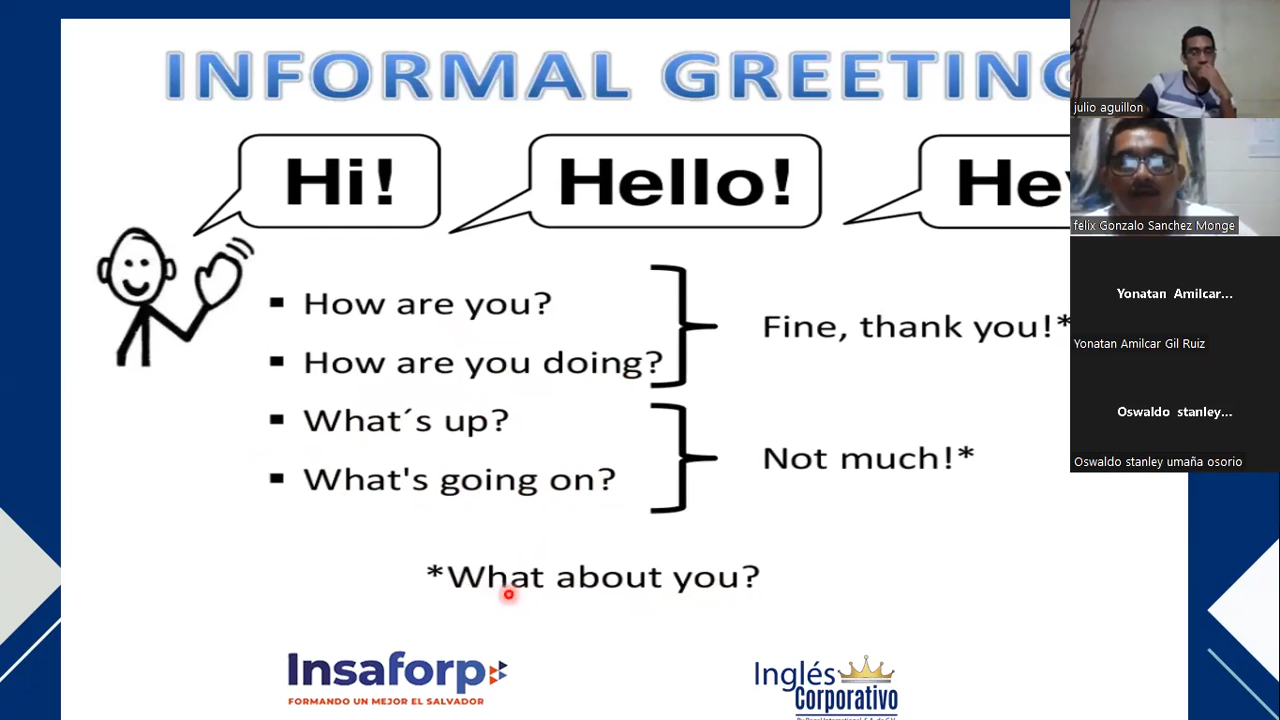 INFORMAL GREETING
Hi!
Hello!
Hey
How are you?
How are you doing?
Fine, thank you!*
What´s up?
What's going on?
Not much!*
*What about you?
Insaforp
FORMANDO UN MEJOR EL SALVADOR
Inglés
Corporativo
julio aguillon
felix Gonzalo Sanchez Monge
Yonatan Amilcar...
Yonatan Amilcar Gil Ruiz
Oswaldo stanley...
Oswaldo stanley umaña osorio